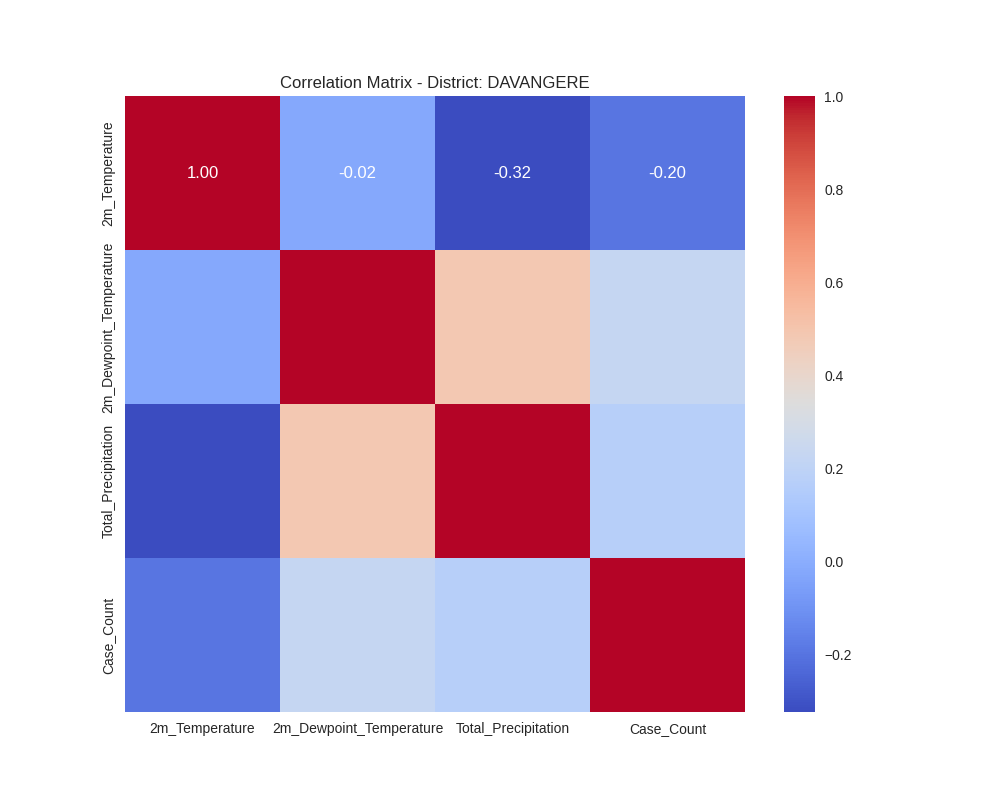 Correlation Matrix - District: DAVANGERE
2m_Temperature
1.00
-0.02
-0.32
-0.20
2m_Dewpoint_Temperature
Total_Precipitation
Case_Count
2m_Temperature
2m_Dewpoint_Temperature
Total_Precipitation
Case_Count
1.0
0.8
0.6
0.4
0.2
0.0
−0.2